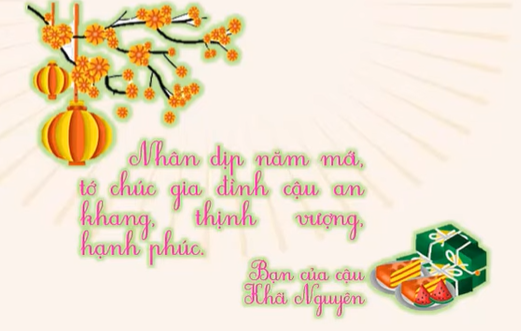 Nhân dịp năm mới,
tớ chúc gia đình cậu an
khang, thịnh vượng,
hạnh phúc.
Bạn của cậu
Khôi Nguyên